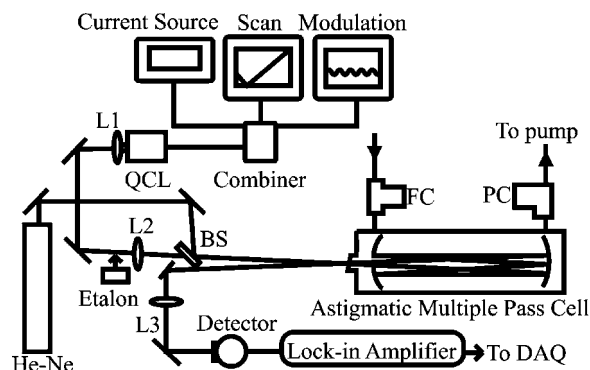 Current Source
Scan
Modulation
L1
QCL
Combiner
To pump
FC
PC
L2
BS
Etalon
Astigmatic Multiple Pass Cell
L3
Detector
Lock-in Amplifier
To DAQ
He-Ne